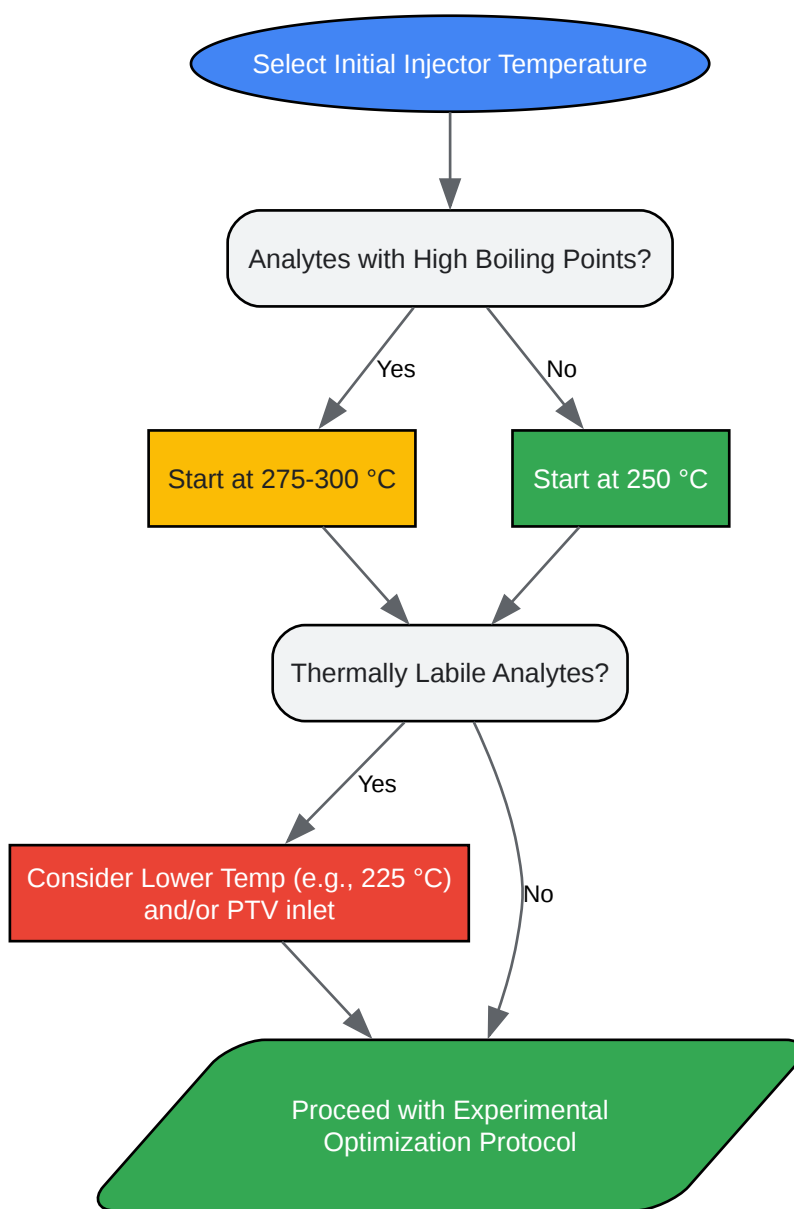 Select Initial Injector Temperature
Analytes with High Boiling Points?
Yes
No
Start at 275-300 °C
Start at 250 °C
Thermally Labile Analytes?
Yes
Consider Lower Temp (e.g., 225 °C)
and/or PTV inlet
No
Proceed with Experimental
Optimization Protocol